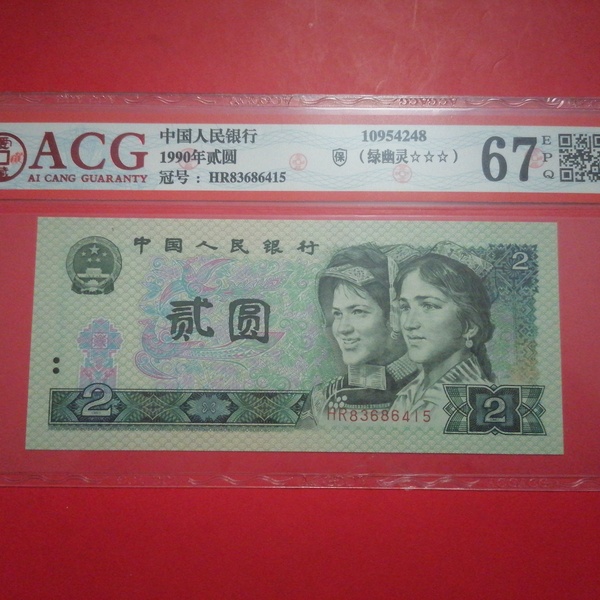 ACG
AI CANG GUARANTY
中国人民银行
1990年贰圆
冠号：HR83686415
10954248
保（绿幽灵☆☆☆）
67
EPQ
中国人民银行
贰圆
2
2
2
HR83686415